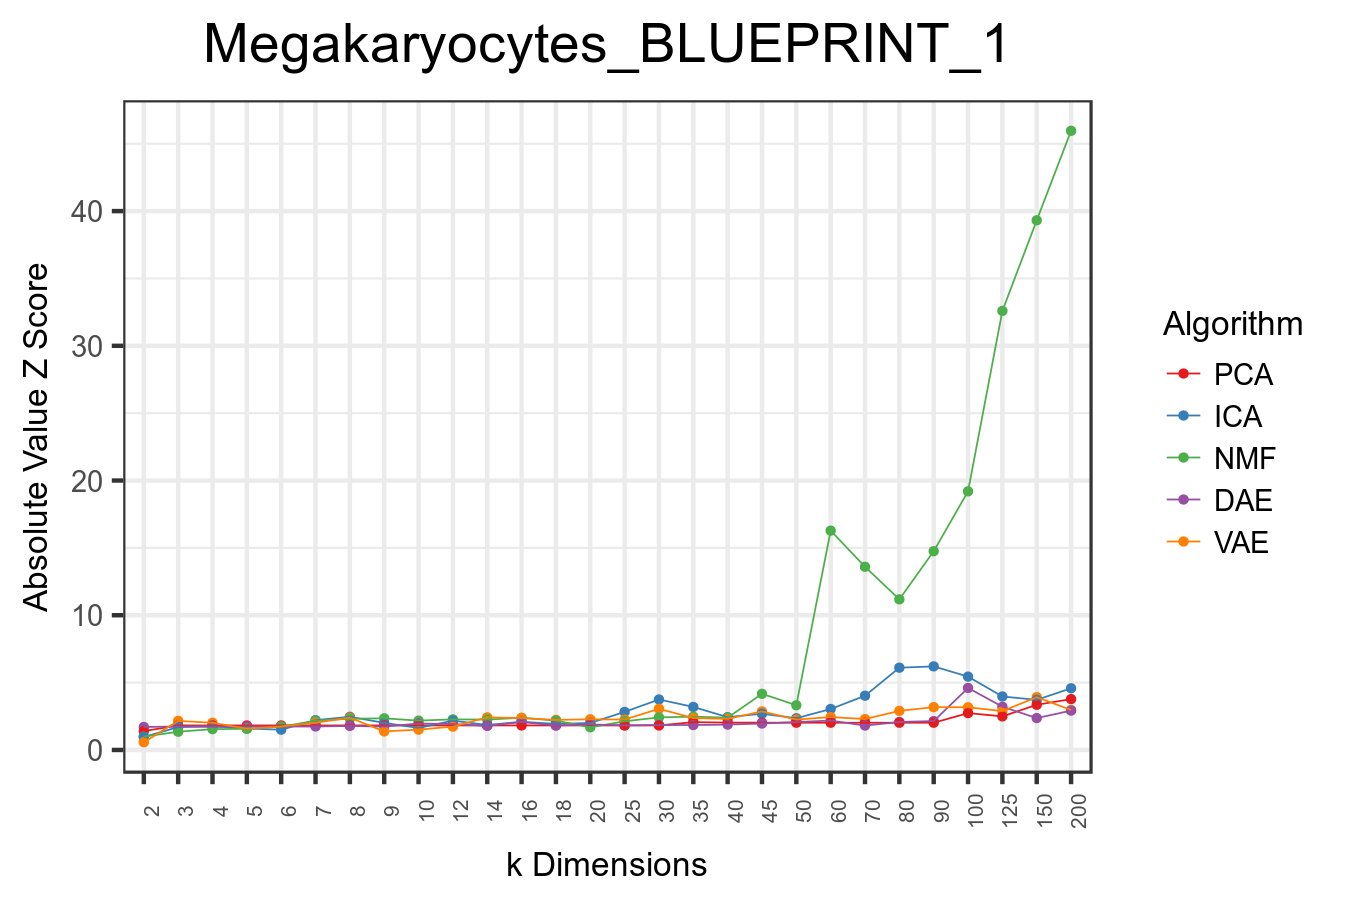 Megakaryocytes_BLUEPRINT_1
Absolute Value Z Score
40
30
20
10
0
2 3 4 5 6 7 8 9 10 12 14 16 18 20 25 30 35 40 45 50 60 70 80 90 100 125 150 200
k Dimensions
Algorithm
PCA
ICA
NMF
DAE
VAE